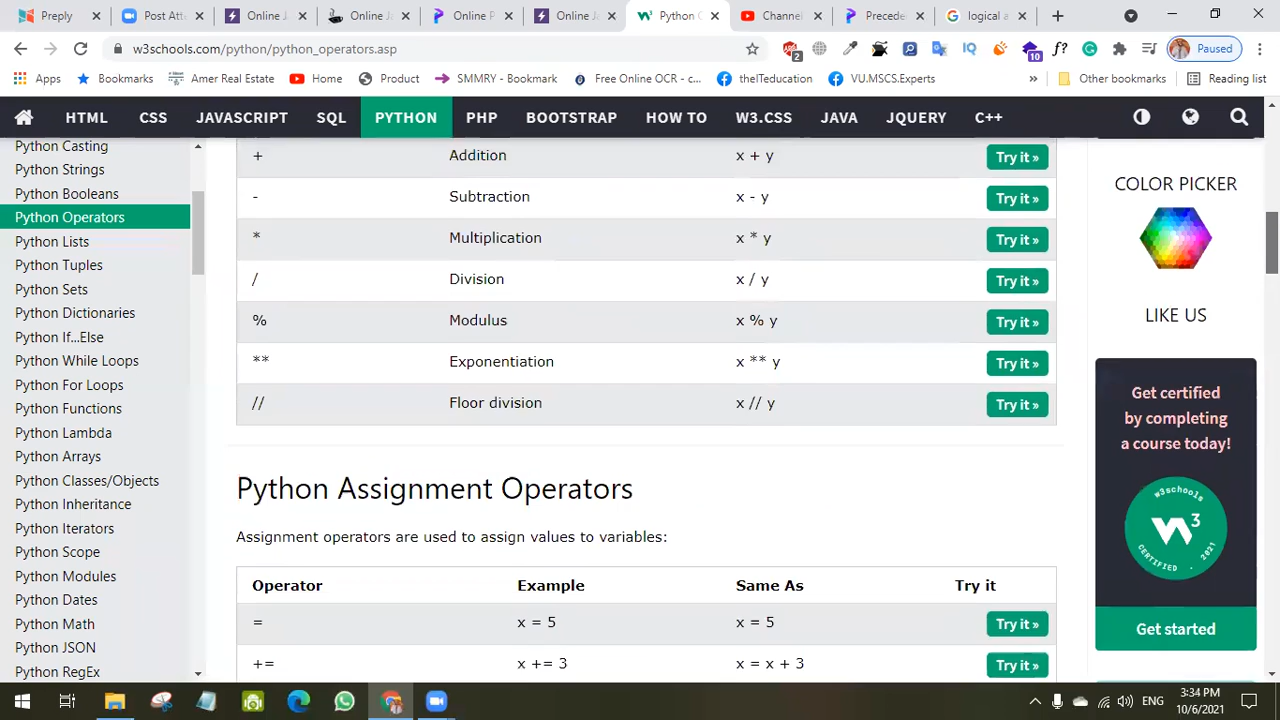 Preply
Post Att
Online J
Online J
Online E
Online J
Python O
Channel
Precede
logical a
w3schools.com/python/python_operators.asp
2
10
f?
IQ
Paused
Apps
Bookmarks
Amer Real Estate
Home
Product
SMMRY - Bookmark
Free Online OCR - c...
theITeducation
VU.MSCS.Experts
»
Other bookmarks
Reading list
HTML
CSS
JAVASCRIPT
SQL
PYTHON
PHP
BOOTSTRAP
HOW TO
W3.CSS
JAVA
JQUERY
C++
Python Casting
Python Strings
Python Booleans
Python Operators
Python Lists
Python Tuples
Python Sets
Python Dictionaries
Python If...Else
Python While Loops
Python For Loops
Python Functions
Python Lambda
Python Arrays
Python Classes/Objects
Python Inheritance
Python Iterators
Python Scope
Python Modules
Python Dates
Python Math
Python JSON
Python RegEx
+ Addition x + y Try it »
- Subtraction x - y Try it »
* Multiplication x * y Try it »
/ Division x / y Try it »
% Modulus x % y Try it »
** Exponentiation x ** y Try it »
// Floor division x // y Try it »
Python Assignment Operators
Assignment operators are used to assign values to variables:
Operator Example Same As Try it
= x = 5 x = 5 Try it »
+= x += 3 x = x + 3 Try it »
COLOR PICKER
LIKE US
Get certified
by completing
a course today!
w3schools
W3
CERTIFIED . 2021
Get started
ENG
3:34 PM
10/6/2021